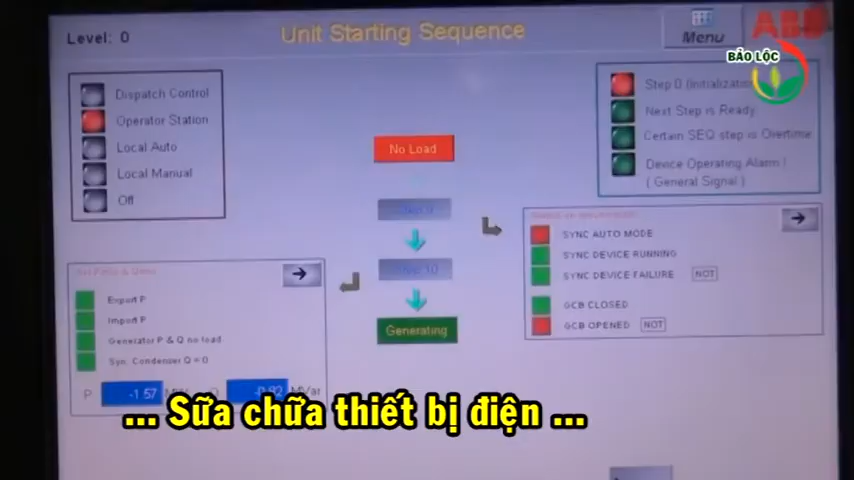 Level: 0
Unit Starting Sequence
Menu
ABB
BẢO LỘC
Dispatch Control
Operator Station
Local Auto
Local Manual
Off
No Load
Generating
Step 0 (Initializatio
Next Step is Ready
Certain SEQ step is Overtime
Device Operating Alarm !
( General Signal )
SYNC AUTO MODE
SYNC DEVICE RUNNING
SYNC DEVICE FAILURE NOT
GCB CLOSED
GCB OPENED NOT
Export P
Import P
Generator P & Q no load
Syn. Condenser Q = 0
P -1.57
... Sữa chữa thiết bị điện ...